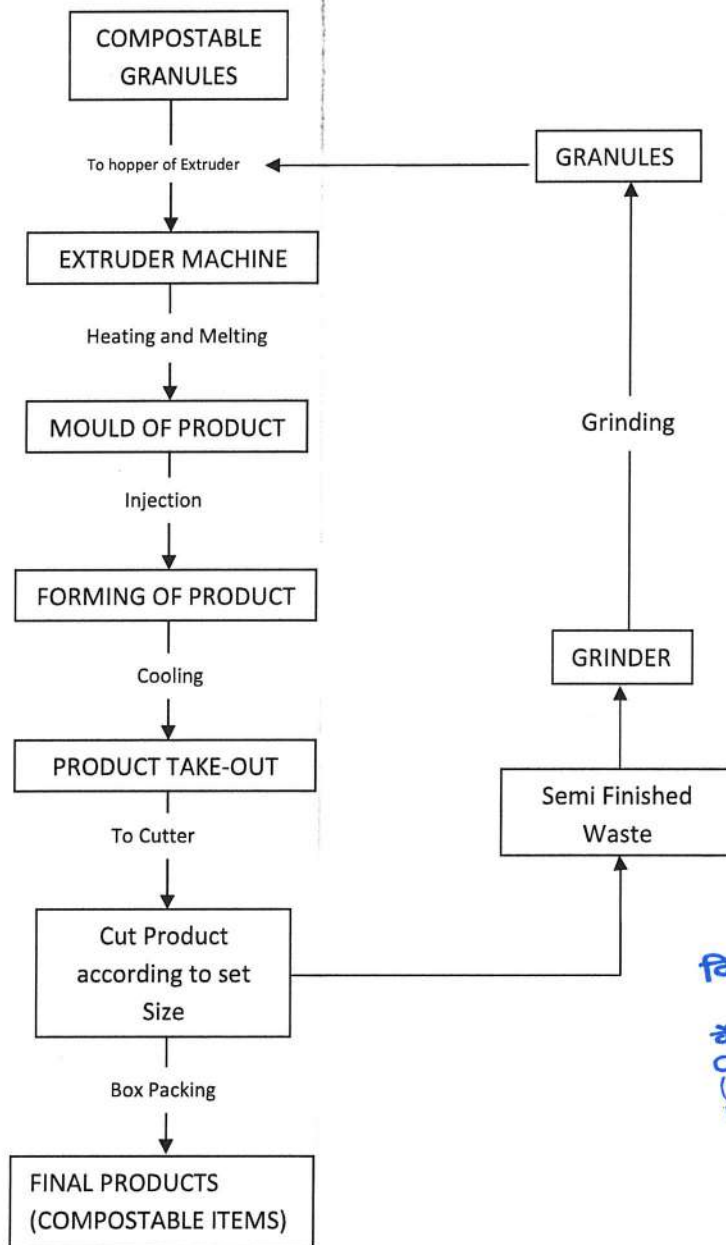 COMPOSTABLE
GRANULES
To hopper of Extruder
GRANULES
EXTRUDER MACHINE
Heating and Melting
MOULD OF PRODUCT
Grinding
Injection
FORMING OF PRODUCT
GRINDER
Cooling
PRODUCT TAKE-OUT
Semi Finished
Waste
To Cutter
Cut Product
according to set
Size
Box Packing
FINAL PRODUCTS
(COMPOSTABLE ITEMS)